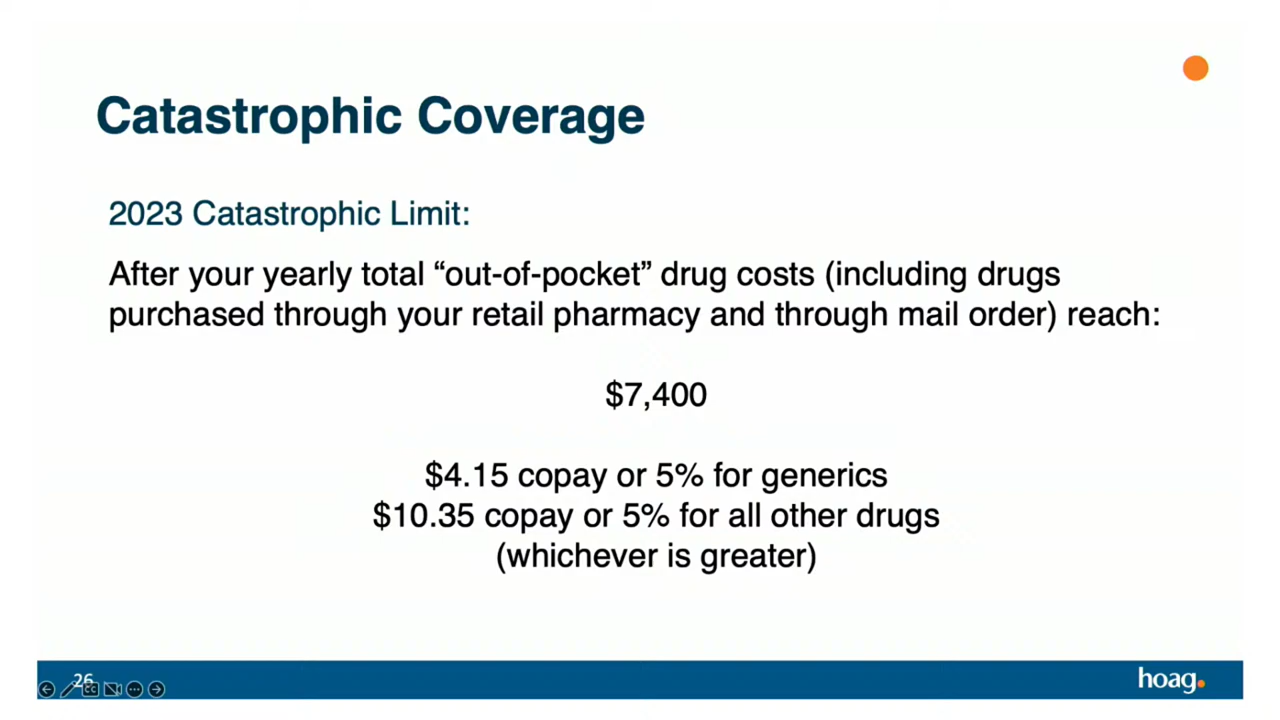 Catastrophic Coverage
2023 Catastrophic Limit:
After your yearly total “out-of-pocket” drug costs (including drugs
purchased through your retail pharmacy and through mail order) reach:
$7,400
$4.15 copay or 5% for generics
$10.35 copay or 5% for all other drugs
(whichever is greater)
26
CC
hoag.